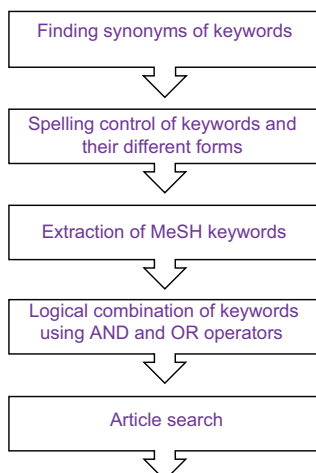 Finding synonyms of keywords
Spelling control of keywords and
their different forms
Extraction of MeSH keywords
Logical combination of keywords
using AND and OR operators
Article search